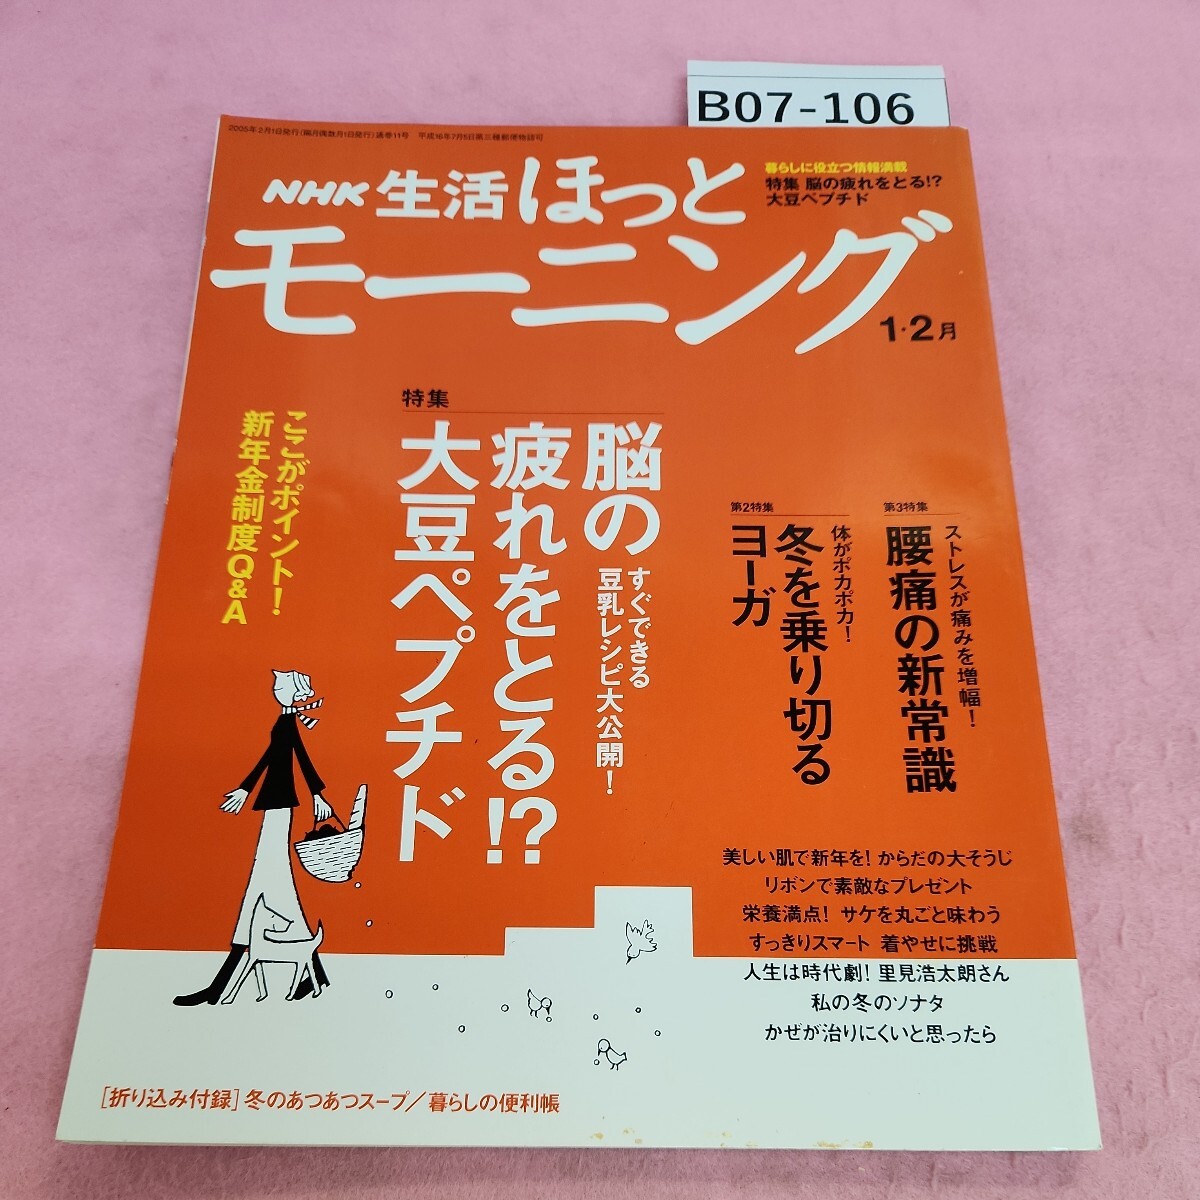 B07-106
2005年2月1日発行(隔月偶数月1日発行)通巻11号 平成16年7月5日第三種郵便物認可
NHK 生活ほっと
モーニング
暮らしに役立つ情報満載
特集 脳の疲れをとる!?
大豆ペプチド
1・2月
特集
脳の
疲れをとる!?
大豆ペプチド
すぐできる
豆乳レシピ大公開!
ここがポイント!
新年金制度Q&A
第3特集
ストレスが痛みを増幅!
腰痛の新常識
第2特集
体がポカポカ!
冬を乗り切る
ヨーガ
美しい肌で新年を! からだの大そうじ
リボンで素敵なプレゼント
栄養満点! サケを丸ごと味わう
すっきりスマート 着やせに挑戦
人生は時代劇! 里見浩太朗さん
私の冬のソナタ
かぜが治りにくいと思ったら
[折り込み付録]冬のあつあつスープ/暮らしの便利帳